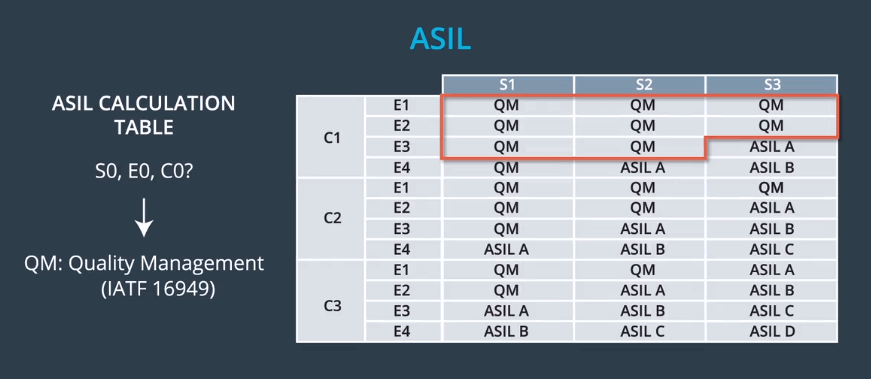 ASIL
ASIL CALCULATION
TABLE
S0, E0, C0?
QM: Quality Management
(IATF 16949)
S1 S2 S3
C1
E1 QM QM QM
E2 QM QM QM
E3 QM QM ASIL A
E4 QM ASIL A ASIL B
C2
E1 QM QM QM
E2 QM QM ASIL A
E3 QM ASIL A ASIL B
E4 ASIL A ASIL B ASIL C
C3
E1 QM QM ASIL A
E2 QM ASIL A ASIL B
E3 ASIL A ASIL B ASIL C
E4 ASIL B ASIL C ASIL D